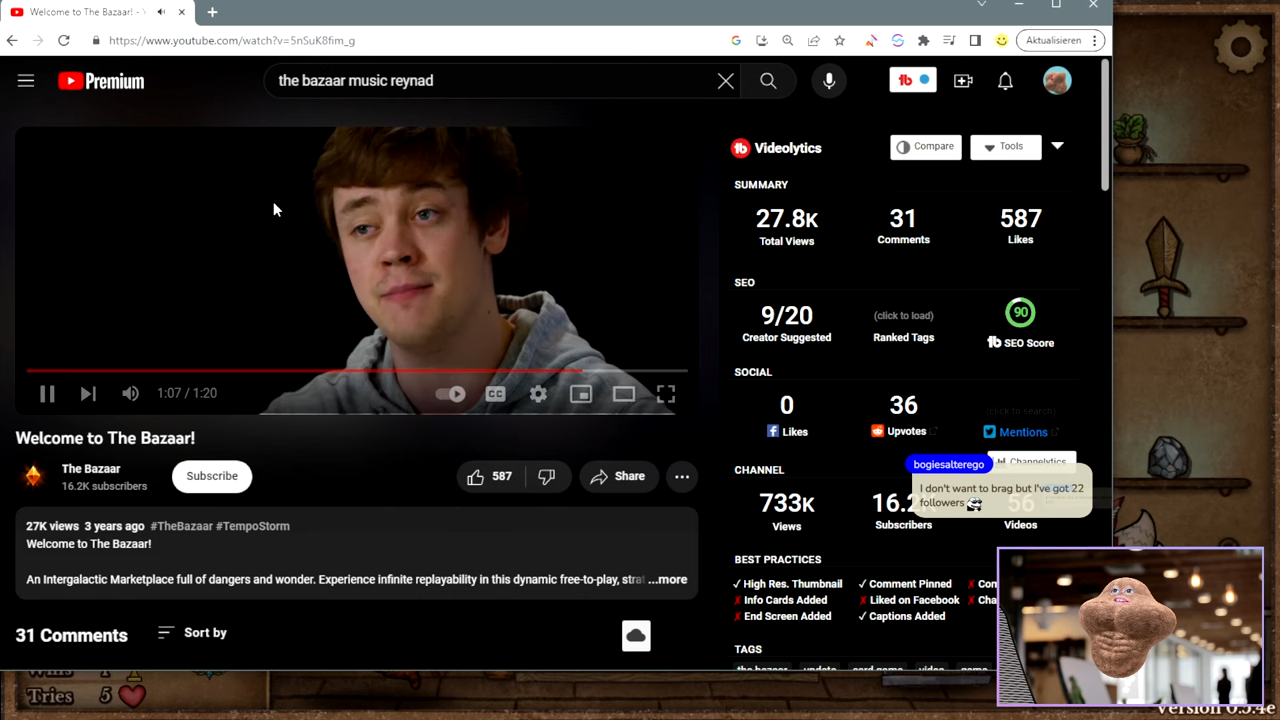 Welcome to The Bazaar! -
https://www.youtube.com/watch?v=5nSuK8fim_g
Aktualisieren
Premium
the bazaar music reynad
Videolytics
Compare
Tools
SUMMARY
27.8K
31
587
Total Views
Comments
Likes
SEO
9/20
(click to load)
90
Creator Suggested
Ranked Tags
SEO Score
SOCIAL
0
36
(click to search)
Likes
Upvotes
Mentions
1:07 / 1:20
CC
Welcome to The Bazaar!
The Bazaar
16.2K subscribers
Subscribe
587
Share
CHANNEL
Channelytics
bogiesalterego
I don't want to brag but I've got 22
followers
733K
16.2
56
Views
Subscribers
Videos
27K views 3 years ago #TheBazaar #TempoStorm
Welcome to The Bazaar!
An Intergalactic Marketplace full of dangers and wonder. Experience infinite replayability in this dynamic free-to-play, strat ...more
BEST PRACTICES
High Res. Thumbnail
Comment Pinned
Info Cards Added
Liked on Facebook
End Screen Added
Captions Added
31 Comments
Sort by
TAGS
the bazaar
update
card game
video
game
Wins
Tries 5
version 0.5.4e